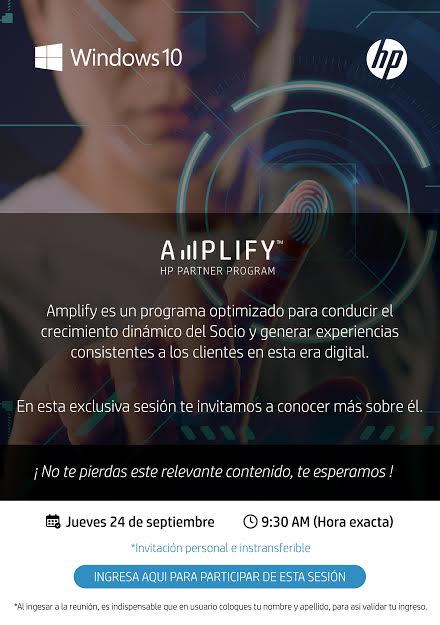 Windows 10
hp
AMPLIFY™
HP PARTNER PROGRAM
Amplify es un programa optimizado para conducir el
crecimiento dinámico del Socio y generar experiencias
consistentes a los clientes en esta era digital.
En esta exclusiva sesión te invitamos a conocer más sobre él.
¡ No te pierdas este relevante contenido, te esperamos !
Jueves 24 de septiembre
9:30 AM (Hora exacta)
*Invitación personal e instransferible
INGRESA AQUI PARA PARTICIPAR DE ESTA SESIÓN
*Al ingesar a la reunión, es indispensable que en usuario coloques tu nombre y apellido, para asi validar tu ingreso.